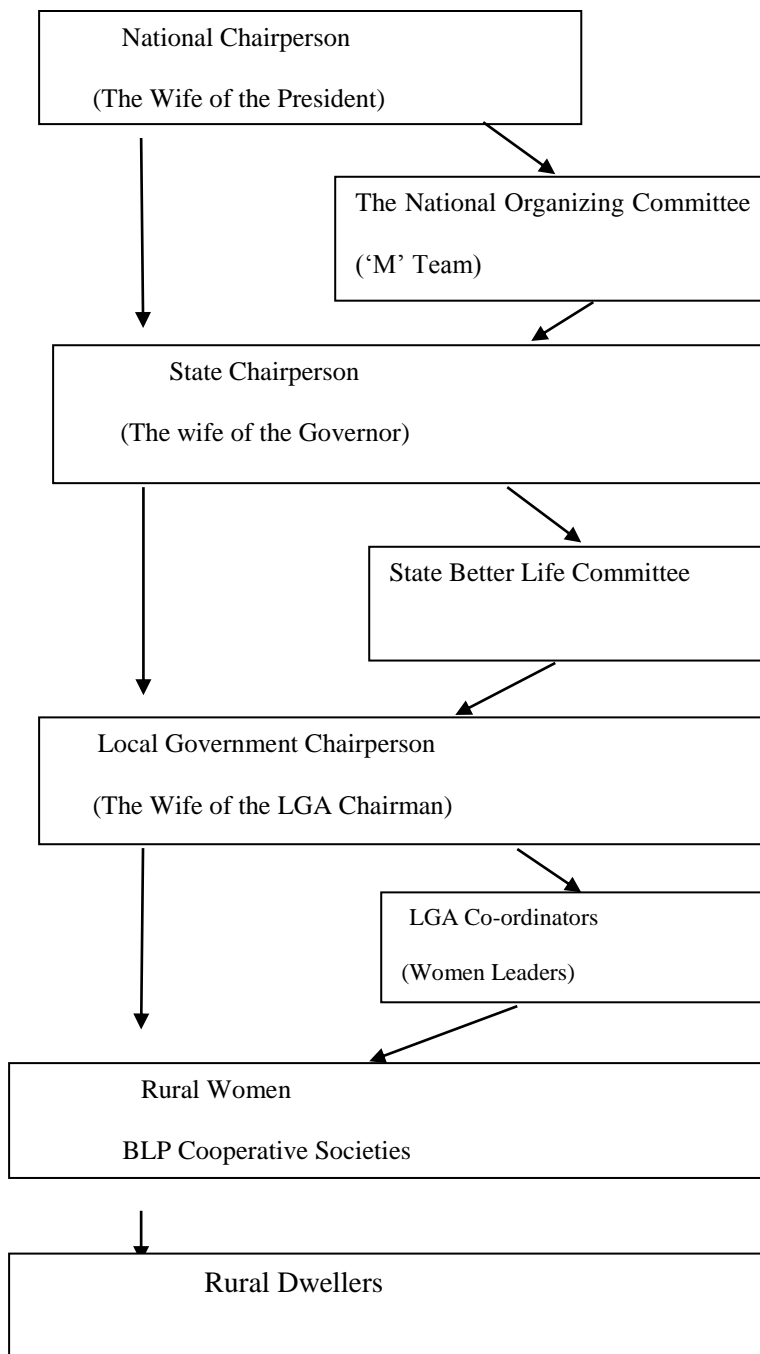 National Chairperson
(The Wife of the President)
The National Organizing Committee
(‘M’ Team)
State Chairperson
(The wife of the Governor)
State Better Life Committee
Local Government Chairperson
(The Wife of the LGA Chairman)
LGA Co-ordinators
(Women Leaders)
Rural Women
BLP Cooperative Societies
Rural Dwellers